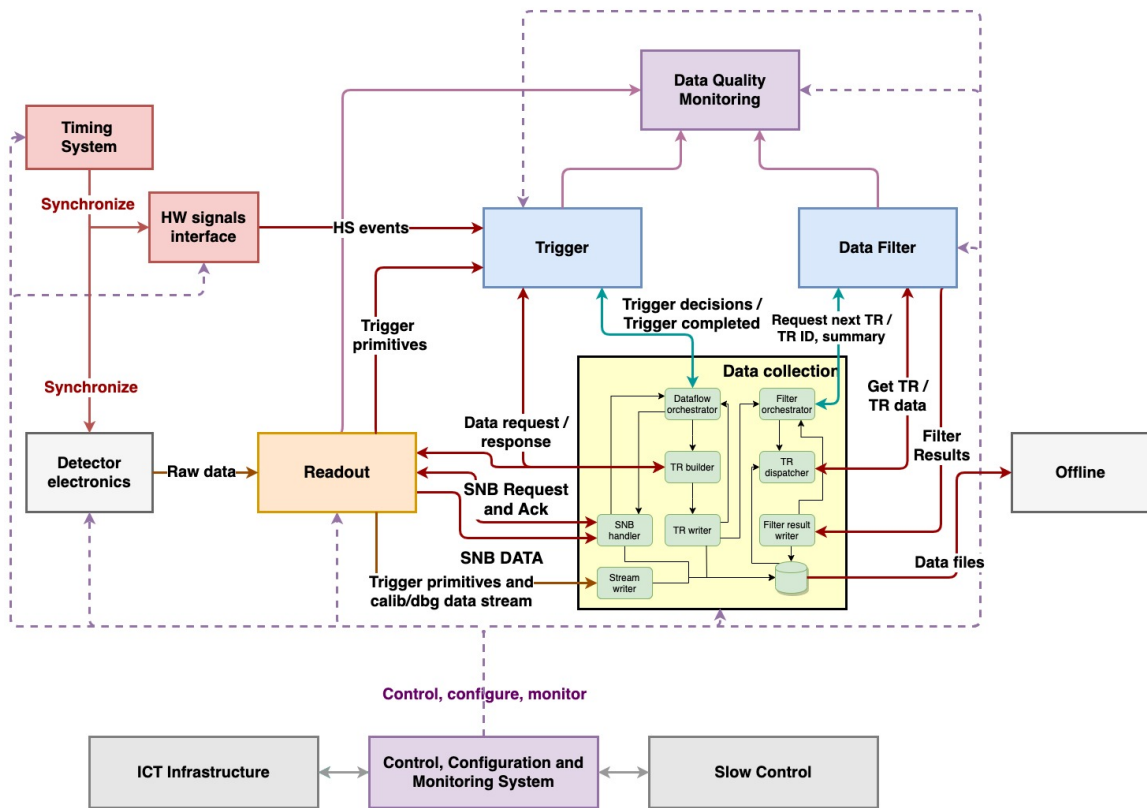 Data Quality
Monitoring
Timing
System
Synchronize
HW signals
interface
HS events
Trigger
Data Filter
Trigger
primitives
Trigger decisions /
Trigger completed
Request next TR /
TR ID, summary
Synchronize
Data collection
Dataflow
orchestrator
Filter
orchestrator
Get TR /
TR data
Data request /
response
Filter
Results
Detector
electronics
Raw data
Readout
TR builder
TR
dispatcher
Offline
SNB Request
and Ack
SNB
handler
TR writer
Filter result
writer
SNB DATA
Data files
Trigger primitives and
calib/dbg data stream
Stream
writer
Control, configure, monitor
ICT Infrastructure
Control, Configuration and
Monitoring System
Slow Control